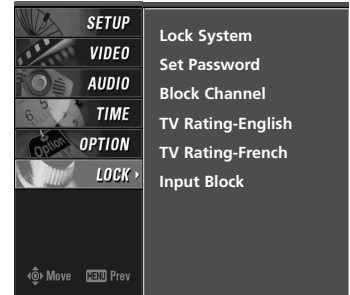 SETUP
VIDEO
AUDIO
TIME
OPTION
LOCK
Move MENU Prev
Lock System
Set Password
Block Channel
TV Rating-English
TV Rating-French
Input Block
Option